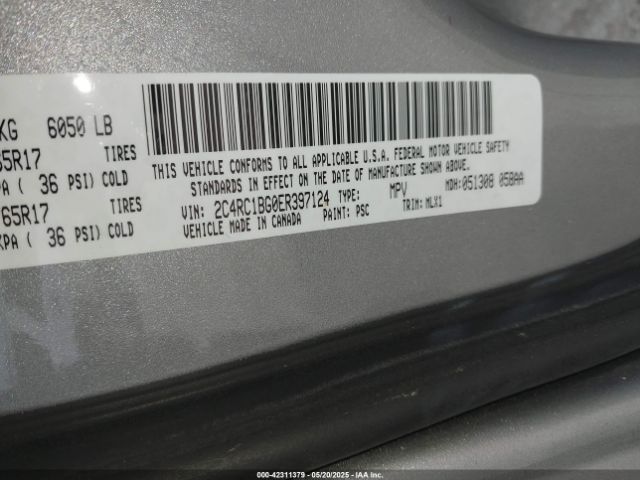 KG 6050 LB
65R17 TIRES
PA ( 36 PSI) COLD
65R17 TIRES
KPA ( 36 PSI) COLD
THIS VEHICLE CONFORMS TO ALL APPLICABLE U.S.A. FEDERAL MOTOR VEHICLE SAFETY
STANDARDS IN EFFECT ON THE DATE OF MANUFACTURE SHOWN ABOVE.
VIN: 2C4RC1BG0ER397124 TYPE: MPV MDH: 051308 058AA
VEHICLE MADE IN CANADA PAINT: PSC TRIM: MLX1
000-42311379 | 05/20/2025 | IAA Inc.